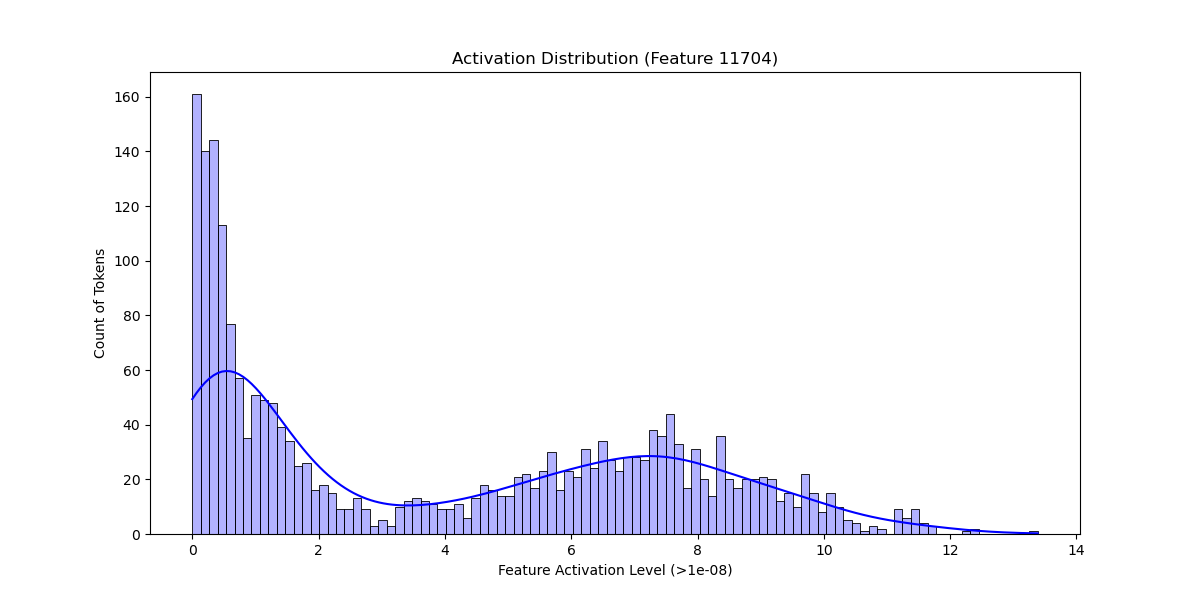 Activation Distribution (Feature 11704)
160
140
120
100
80
60
40
20
0
Count of Tokens
0 2 4 6 8 10 12 14
Feature Activation Level (>1e-08)